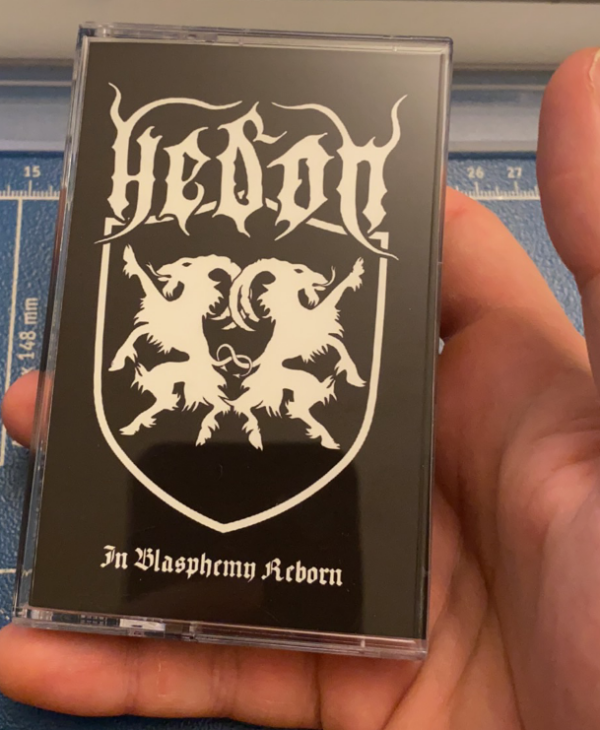 Hedon
15
26 27
x 148 mm
In Blasphemy Reborn